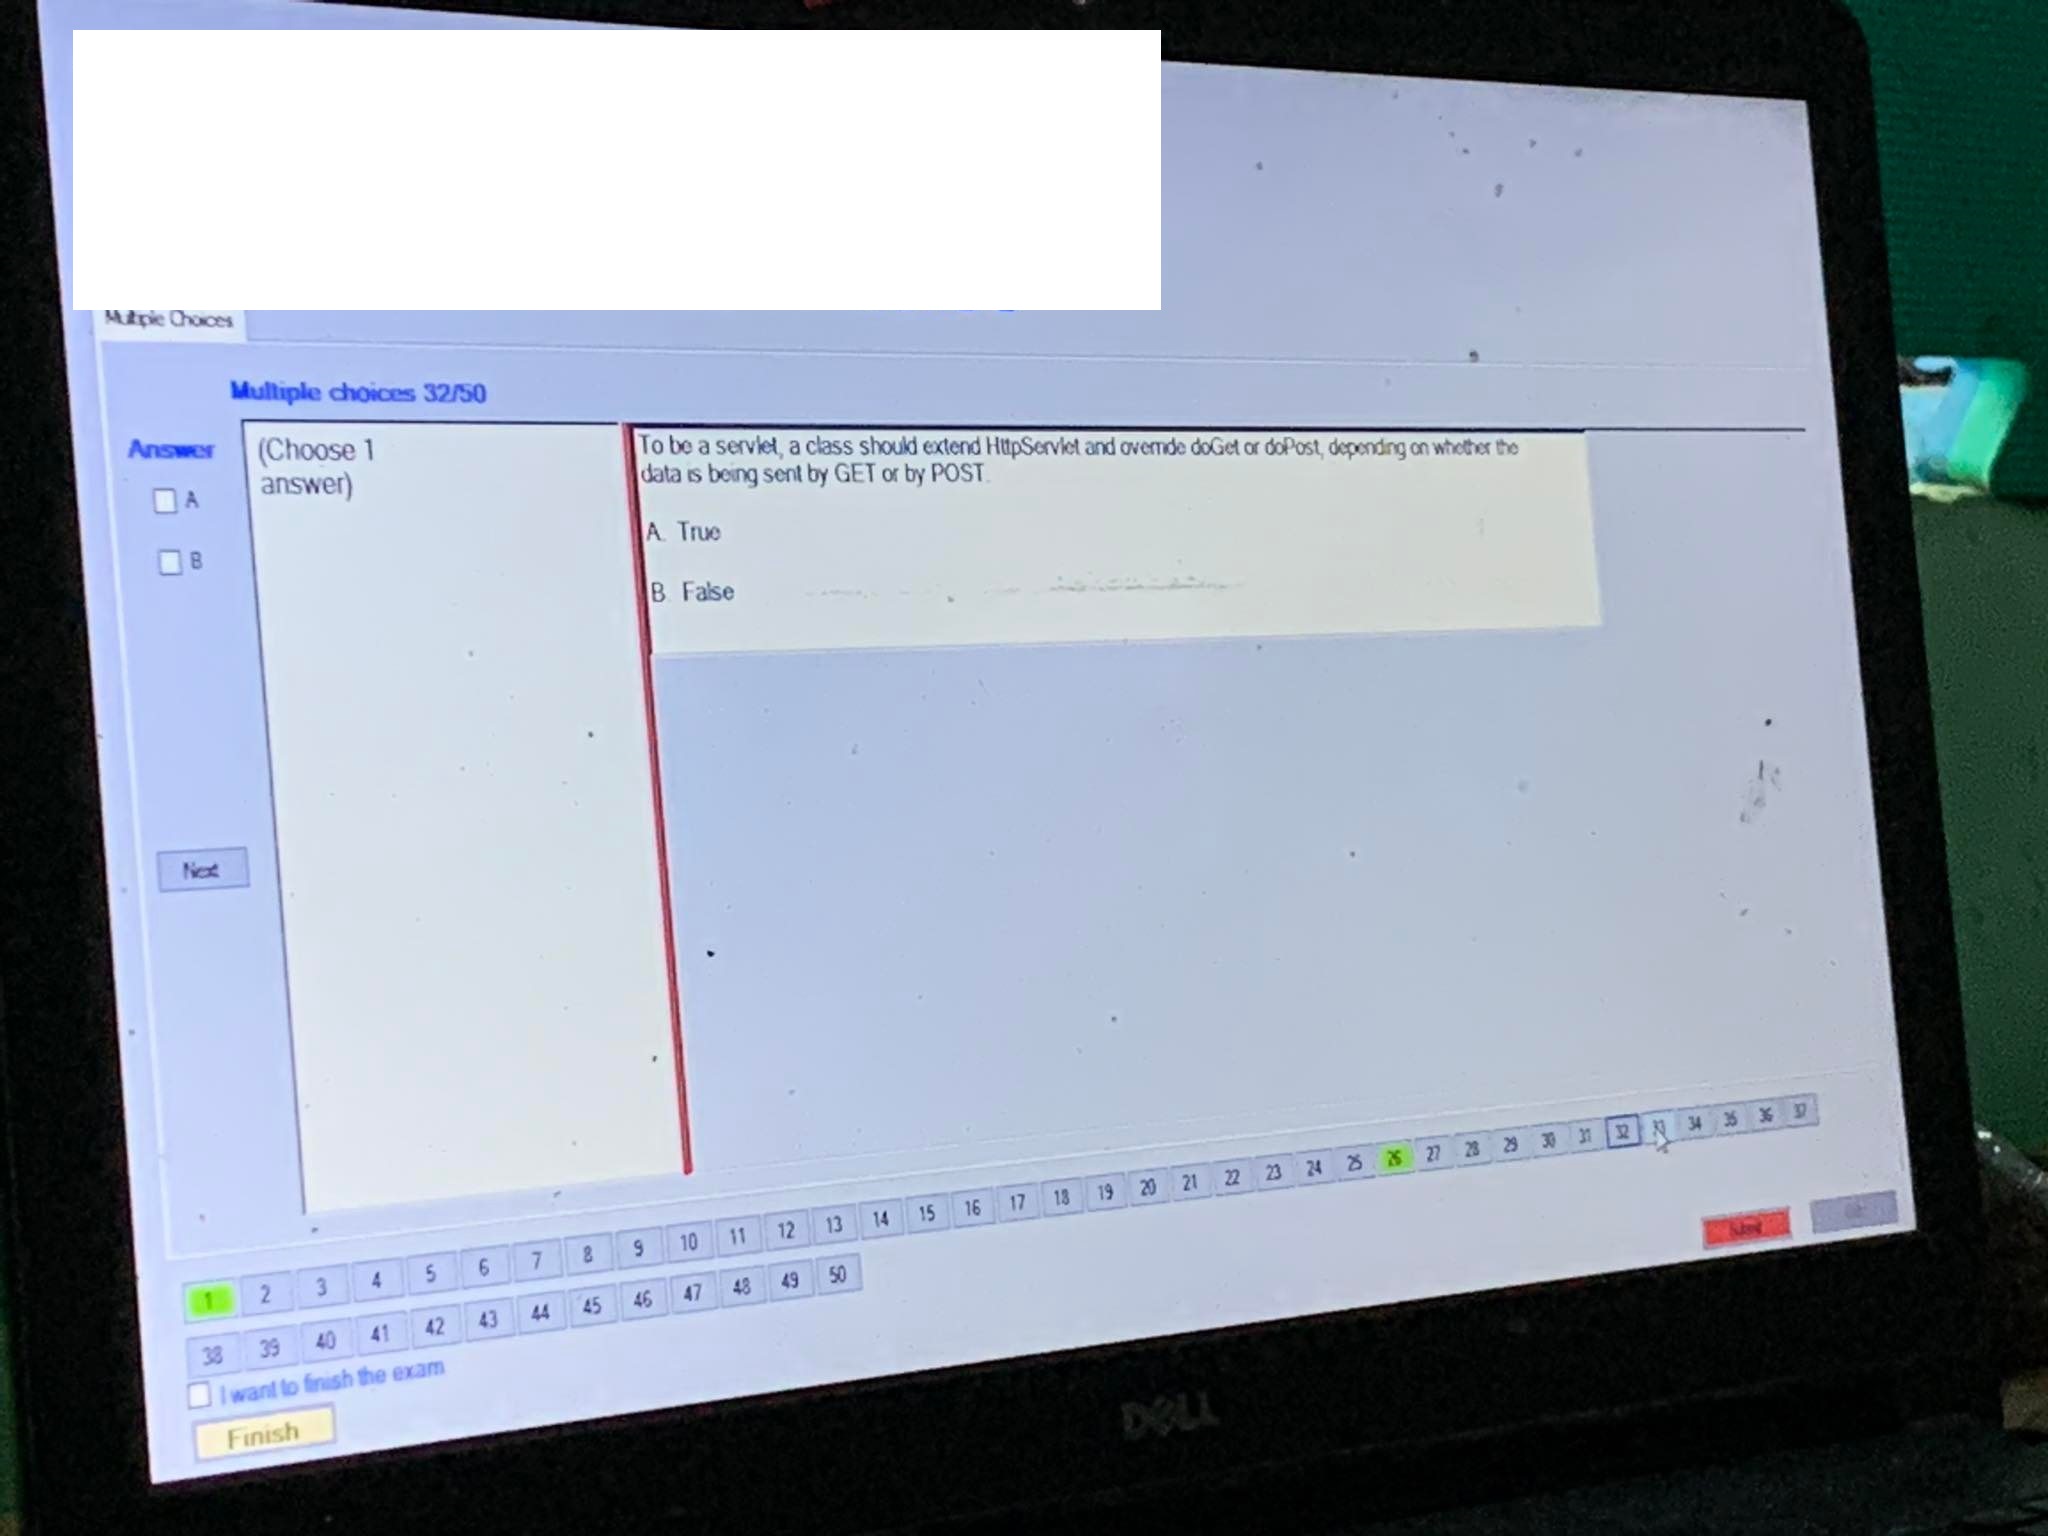 Multiple Choices
Multiple choices 32/50
Answer
A
B
(Choose 1
answer)
To be a servlet, a class should extend HttpServlet and override doGet or doPost, depending on whether the
data is being sent by GET or by POST.
A. True
B. False
Next
1 2 3 4 5 6 7 8 9 10 11 12 13 14 15 16 17 18 19 20 21 22 23 24 25 26 27 28 29 30 31 32 33 34 35 36 37
38 39 40 41 42 43 44 45 46 47 48 49 50
I want to finish the exam
Finish
DELL